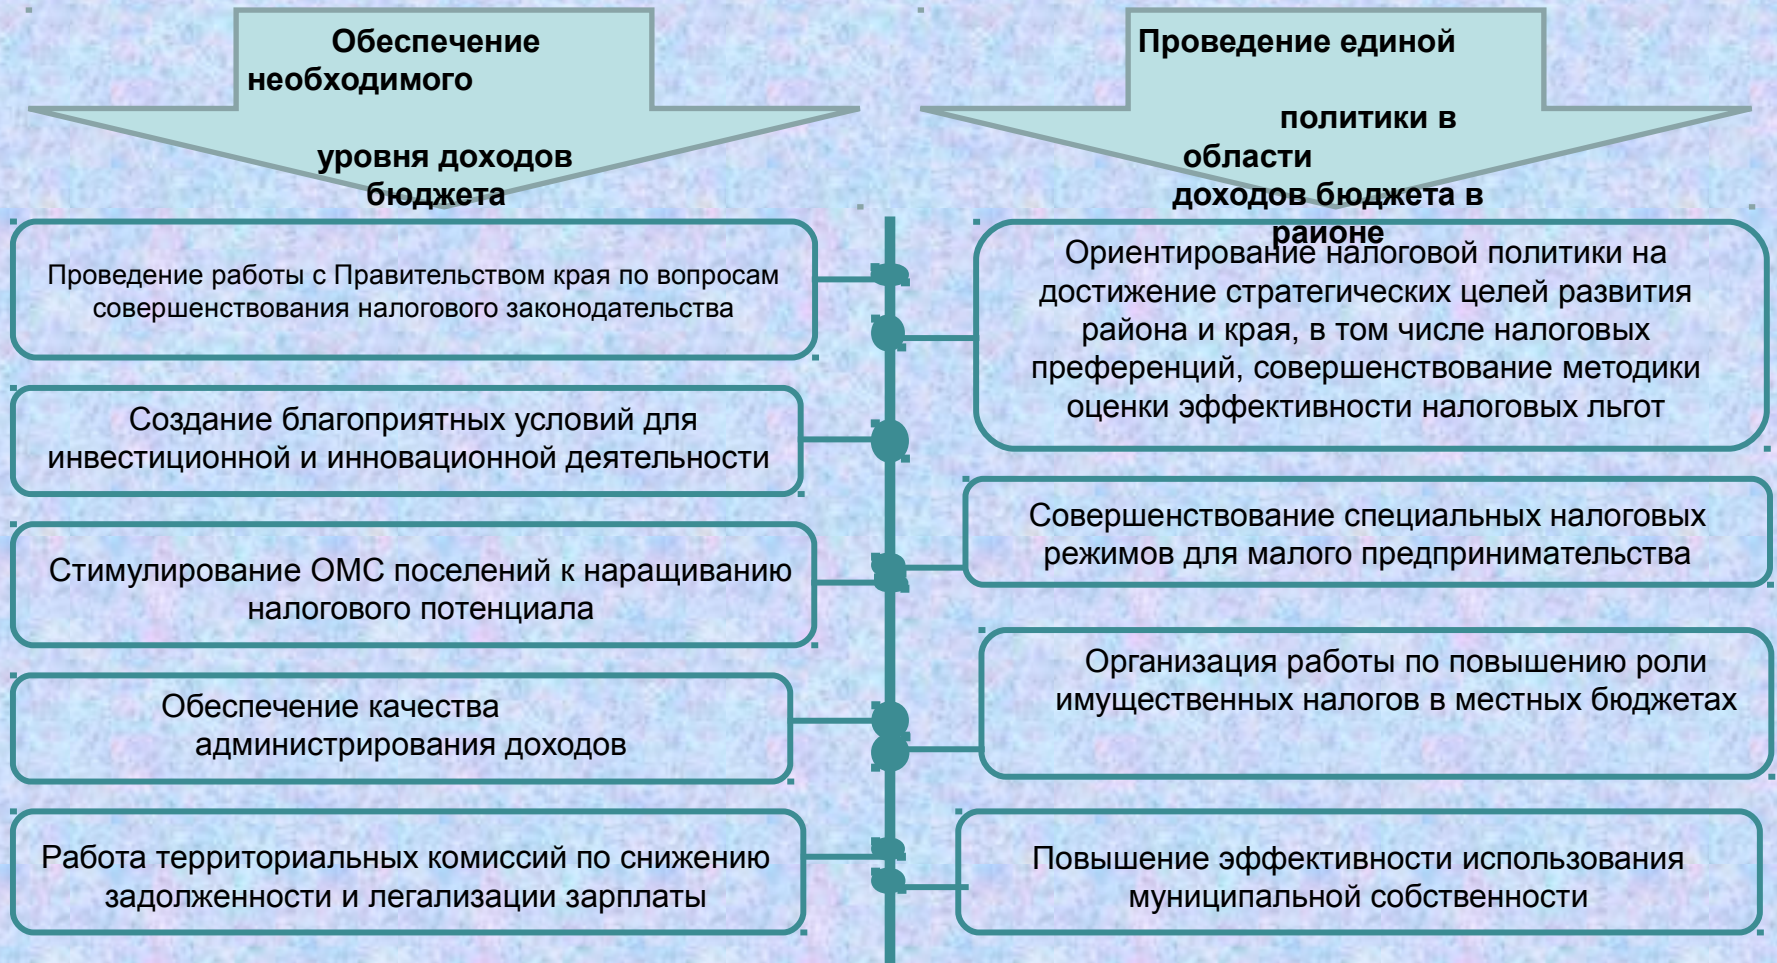 Обеспечение
необходимого
уровня доходов
бюджета
Проведение единой
политики в
области
доходов бюджета в
районе
Проведение работы с Правительством края по вопросам
совершенствования налогового законодательства
Создание благоприятных условий для
инвестиционной и инновационной деятельности
Стимулирование ОМС поселений к наращиванию
налогового потенциала
Обеспечение качества
администрирования доходов
Работа территориальных комиссий по снижению
задолженности и легализации зарплаты
Ориентирование налоговой политики на
достижение стратегических целей развития
района и края, в том числе налоговых
преференций, совершенствование методики
оценки эффективности налоговых льгот
Совершенствование специальных налоговых
режимов для малого предпринимательства
Организация работы по повышению роли
имущественных налогов в местных бюджетах
Повышение эффективности использования
муниципальной собственности